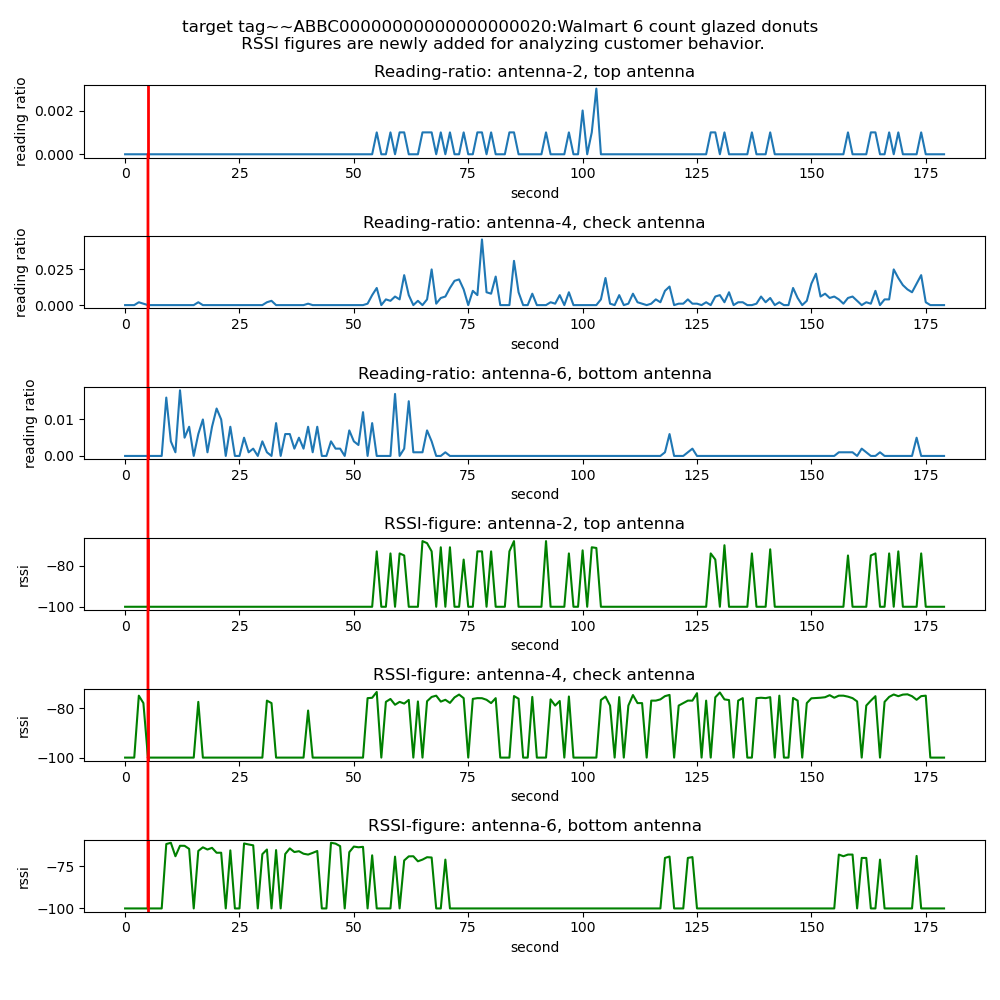 target tag~~ABBC00000000000000000020:Walmart 6 count glazed donuts
RSSI figures are newly added for analyzing customer behavior.
Reading-ratio: antenna-2, top antenna
reading ratio
0.002
0.000
0 25 50 75 100 125 150 175
second
Reading-ratio: antenna-4, check antenna
reading ratio
0.025
0.000
0 25 50 75 100 125 150 175
second
Reading-ratio: antenna-6, bottom antenna
reading ratio
0.01
0.00
0 25 50 75 100 125 150 175
second
RSSI-figure: antenna-2, top antenna
rssi
−80
−100
0 25 50 75 100 125 150 175
second
RSSI-figure: antenna-4, check antenna
rssi
−80
−100
0 25 50 75 100 125 150 175
second
RSSI-figure: antenna-6, bottom antenna
rssi
−75
−100
0 25 50 75 100 125 150 175
second